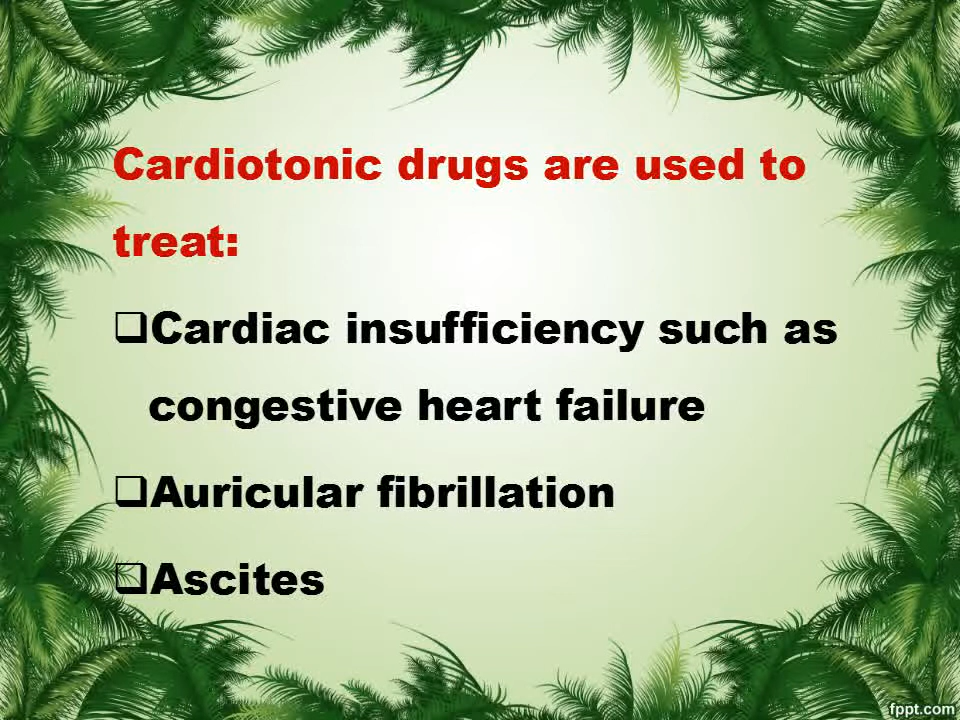 Cardiotonic drugs are used to
treat:
❑Cardiac insufficiency such as
congestive heart failure
❑Auricular fibrillation
❑Ascites
fppt.com